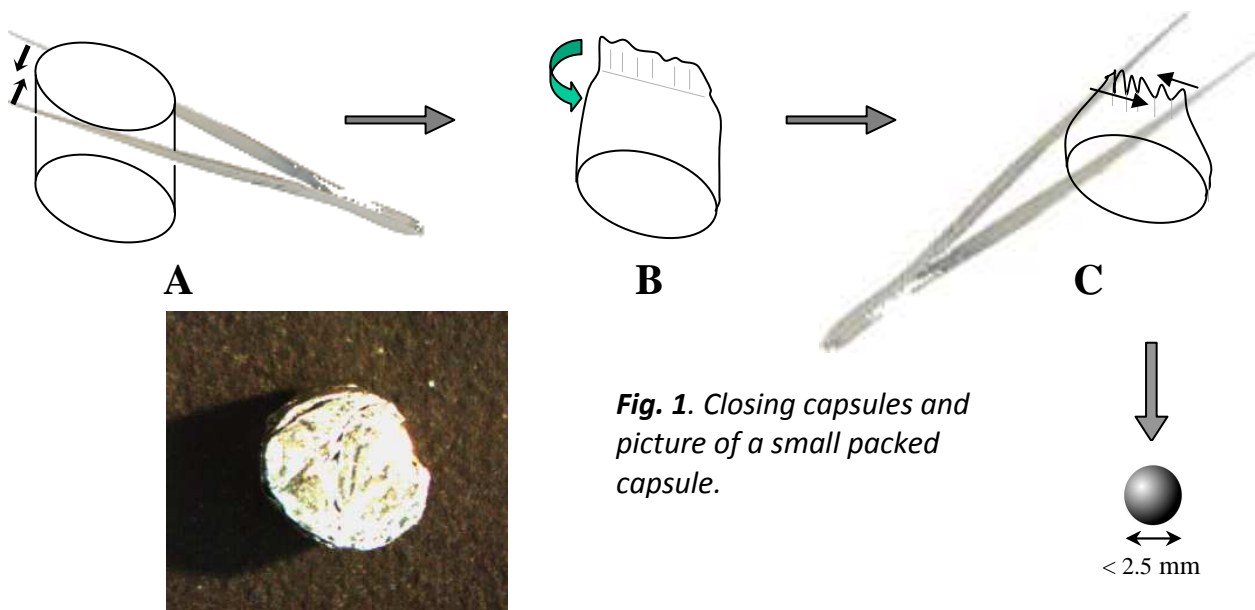 A
B
C
Fig. 1. Closing capsules and
picture of a small packed
capsule.
< 2.5 mm